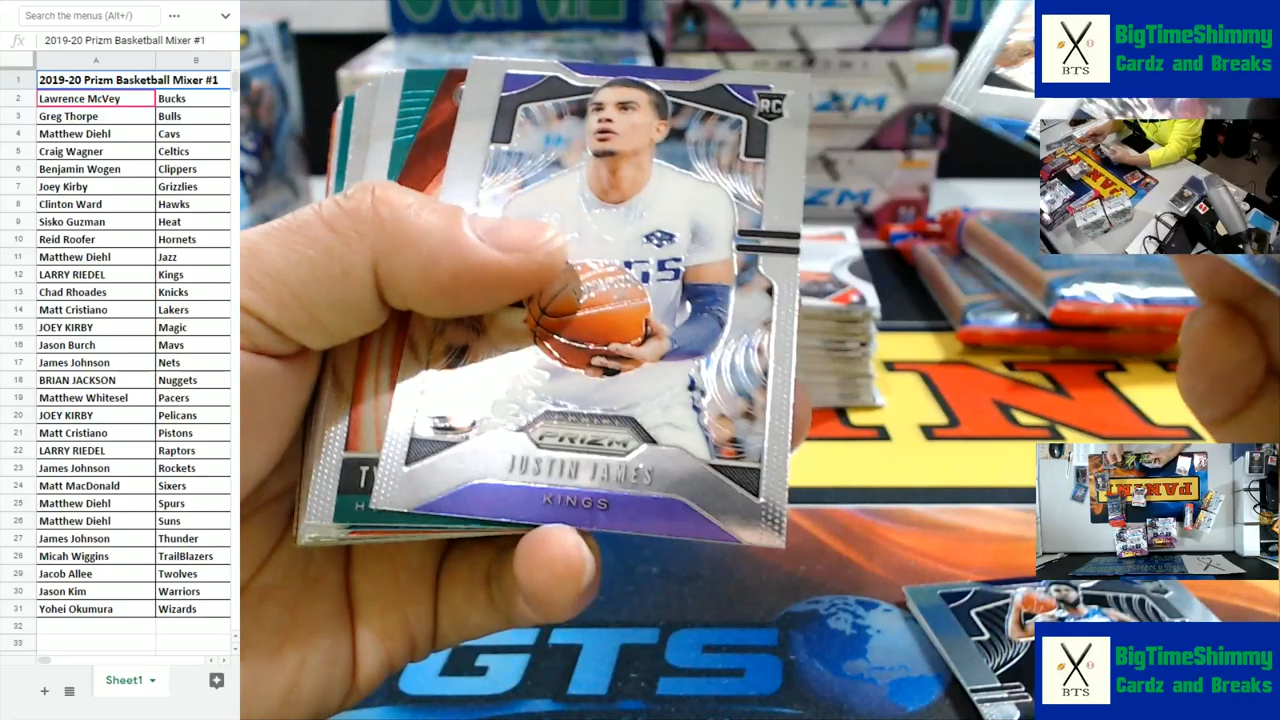 Search the menus (Alt+/)
fx 2019-20 Prizm Basketball Mixer #1
A B
1 2019-20 Prizm Basketball Mixer #1
2 Lawrence McVey Bucks
3 Greg Thorpe Bulls
4 Matthew Diehl Cavs
5 Craig Wagner Celtics
6 Benjamin Wogen Clippers
7 Joey Kirby Grizzlies
8 Clinton Ward Hawks
9 Sisko Guzman Heat
10 Reid Roofer Hornets
11 Matthew Diehl Jazz
12 LARRY RIEDEL Kings
13 Chad Rhoades Knicks
14 Matt Cristiano Lakers
15 JOEY KIRBY Magic
16 Jason Burch Mavs
17 James Johnson Nets
18 BRIAN JACKSON Nuggets
19 Matthew Whitesel Pacers
20 JOEY KIRBY Pelicans
21 Matt Cristiano Pistons
22 LARRY RIEDEL Raptors
23 James Johnson Rockets
24 Matt MacDonald Sixers
25 Matthew Diehl Spurs
26 Matthew Diehl Suns
27 James Johnson Thunder
28 Micah Wiggins TrailBlazers
29 Jacob Allee Twolves
30 Jason Kim Warriors
31 Yohei Okumura Wizards
32
33
Sheet1
RC
GS
PANINI
PRIZM
JUSTIN JAMES
KINGS
GTS
BTS
BigTimeShimmy
Cardz and Breaks
PANINI
BTS
BigTimeShimmy
Cardz and Breaks